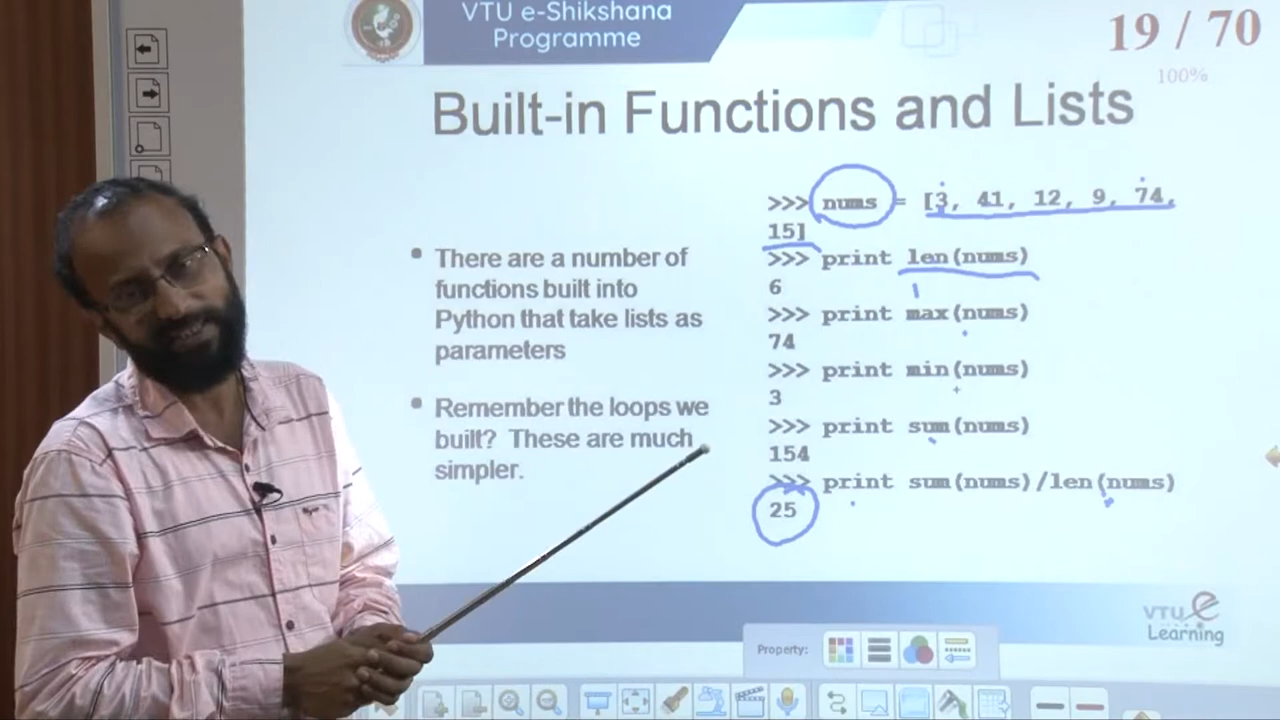 VTU e-Shikshana
Programme
19 / 70
100%
Built-in Functions and Lists
• There are a number of
functions built into
Python that take lists as
parameters
• Remember the loops we
built? These are much
simpler.
>>> nums = [3, 41, 12, 9, 74,
15]
>>> print len(nums)
6
>>> print max(nums)
74
>>> print min(nums)
3
>>> print sum(nums)
154
>>> print sum(nums)/len(nums)
25
VTU e
Learning
Property: